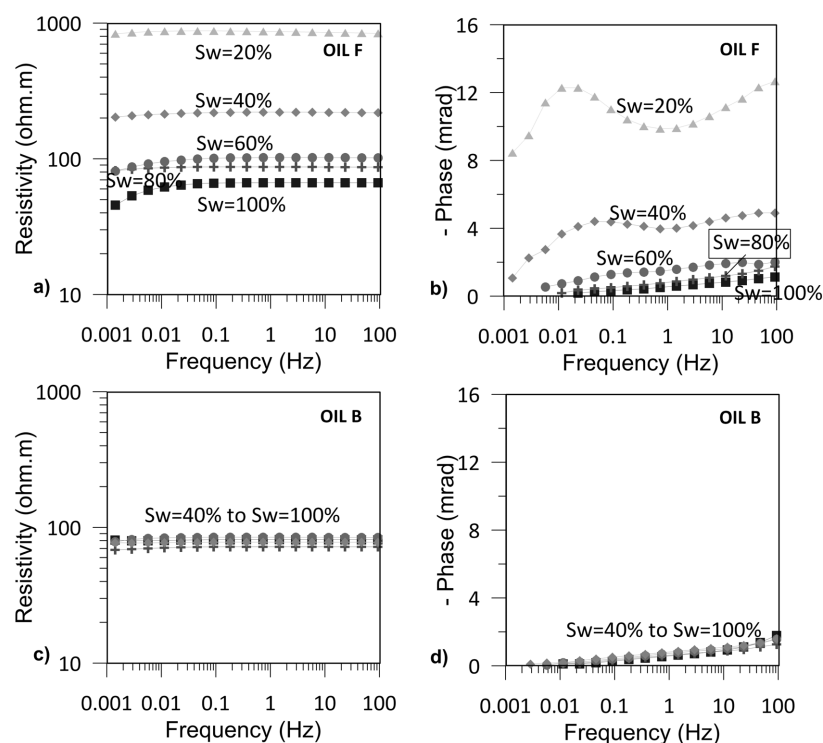 1000
100
10
Resistivity (ohm.m)
OIL F
Sw=20%
Sw=40%
Sw=60%
Sw=80%
Sw=100%
a)
0.001 0.01 0.1 1 10 100
Frequency (Hz)
16
12
8
4
0
- Phase (mrad)
OIL F
Sw=20%
Sw=40%
Sw=60%
Sw=80%
Sw=100%
b)
0.001 0.01 0.1 1 10 100
Frequency (Hz)
1000
100
10
Resistivity (ohm.m)
OIL B
Sw=40% to Sw=100%
c)
0.001 0.01 0.1 1 10 100
Frequency (Hz)
16
12
8
4
0
- Phase (mrad)
OIL B
Sw=40% to Sw=100%
d)
0.001 0.01 0.1 1 10 100
Frequency (Hz)